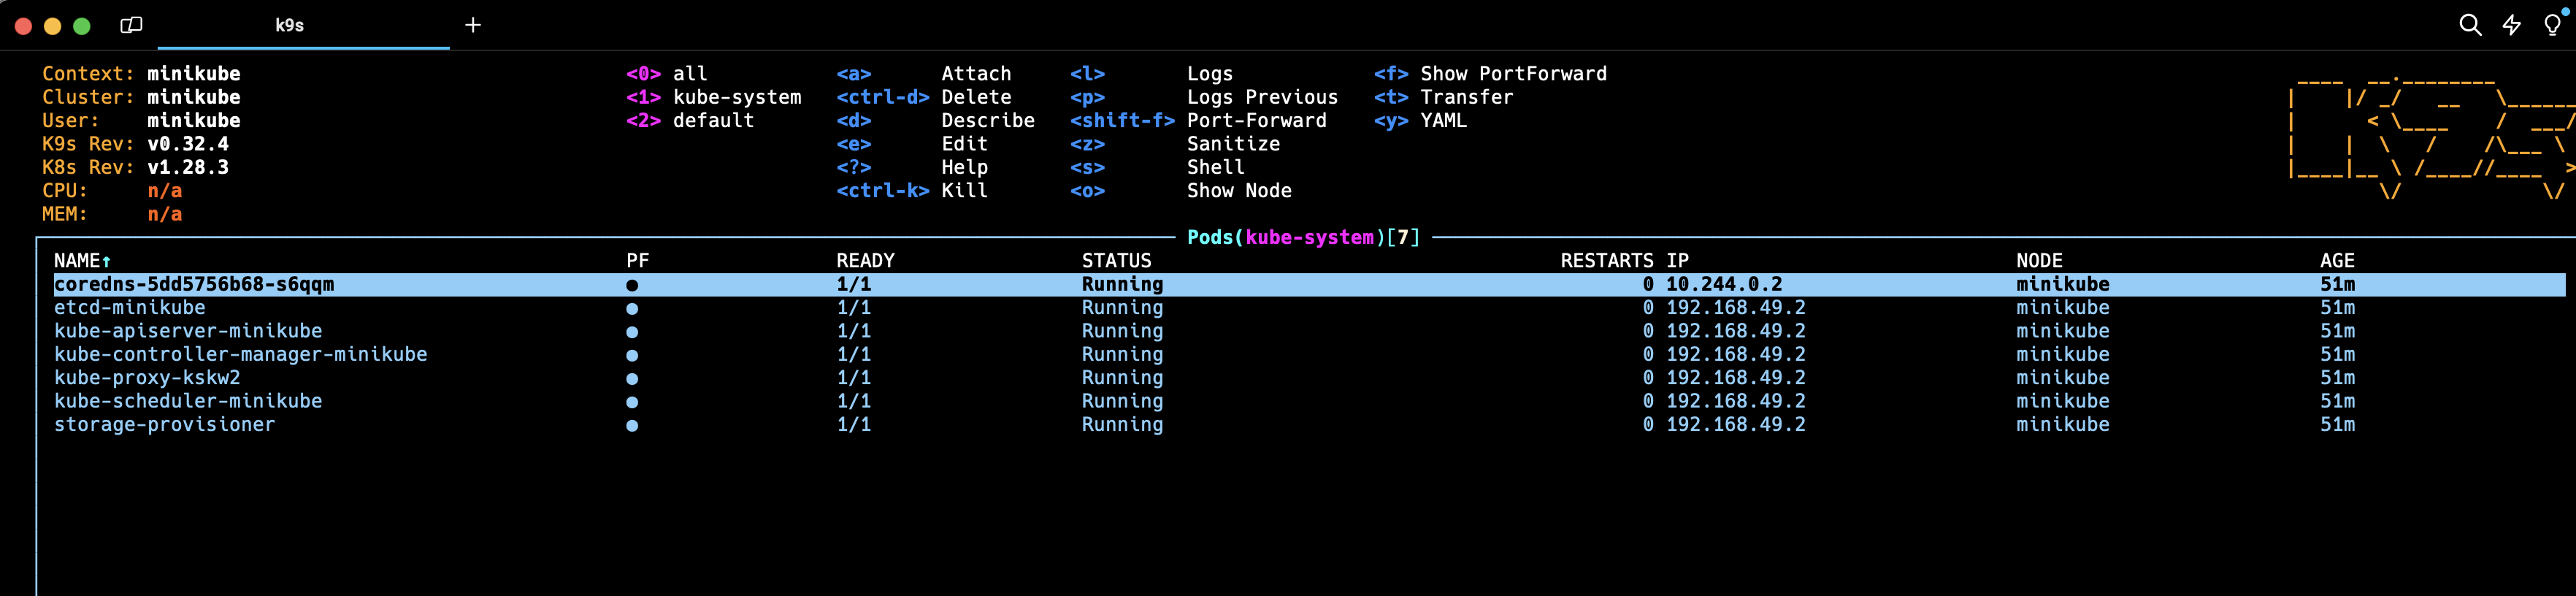 k9s
Context: minikube <0> all <a> Attach <l> Logs <f> Show PortForward
Cluster: minikube <1> kube-system <ctrl-d> Delete <p> Logs Previous <t> Transfer
User: minikube <2> default <d> Describe <shift-f> Port-Forward <y> YAML
K9s Rev: v0.32.4 <e> Edit <z> Sanitize
K8s Rev: v1.28.3 <?> Help <s> Shell
CPU: n/a <ctrl-k> Kill <o> Show Node
MEM: n/a
Pods(kube-system)[7]
NAME↑ PF READY STATUS RESTARTS IP NODE AGE
coredns-5dd5756b68-s6qqm ● 1/1 Running 0 10.244.0.2 minikube 51m
etcd-minikube ● 1/1 Running 0 192.168.49.2 minikube 51m
kube-apiserver-minikube ● 1/1 Running 0 192.168.49.2 minikube 51m
kube-controller-manager-minikube ● 1/1 Running 0 192.168.49.2 minikube 51m
kube-proxy-kskw2 ● 1/1 Running 0 192.168.49.2 minikube 51m
kube-scheduler-minikube ● 1/1 Running 0 192.168.49.2 minikube 51m
storage-provisioner ● 1/1 Running 0 192.168.49.2 minikube 51m